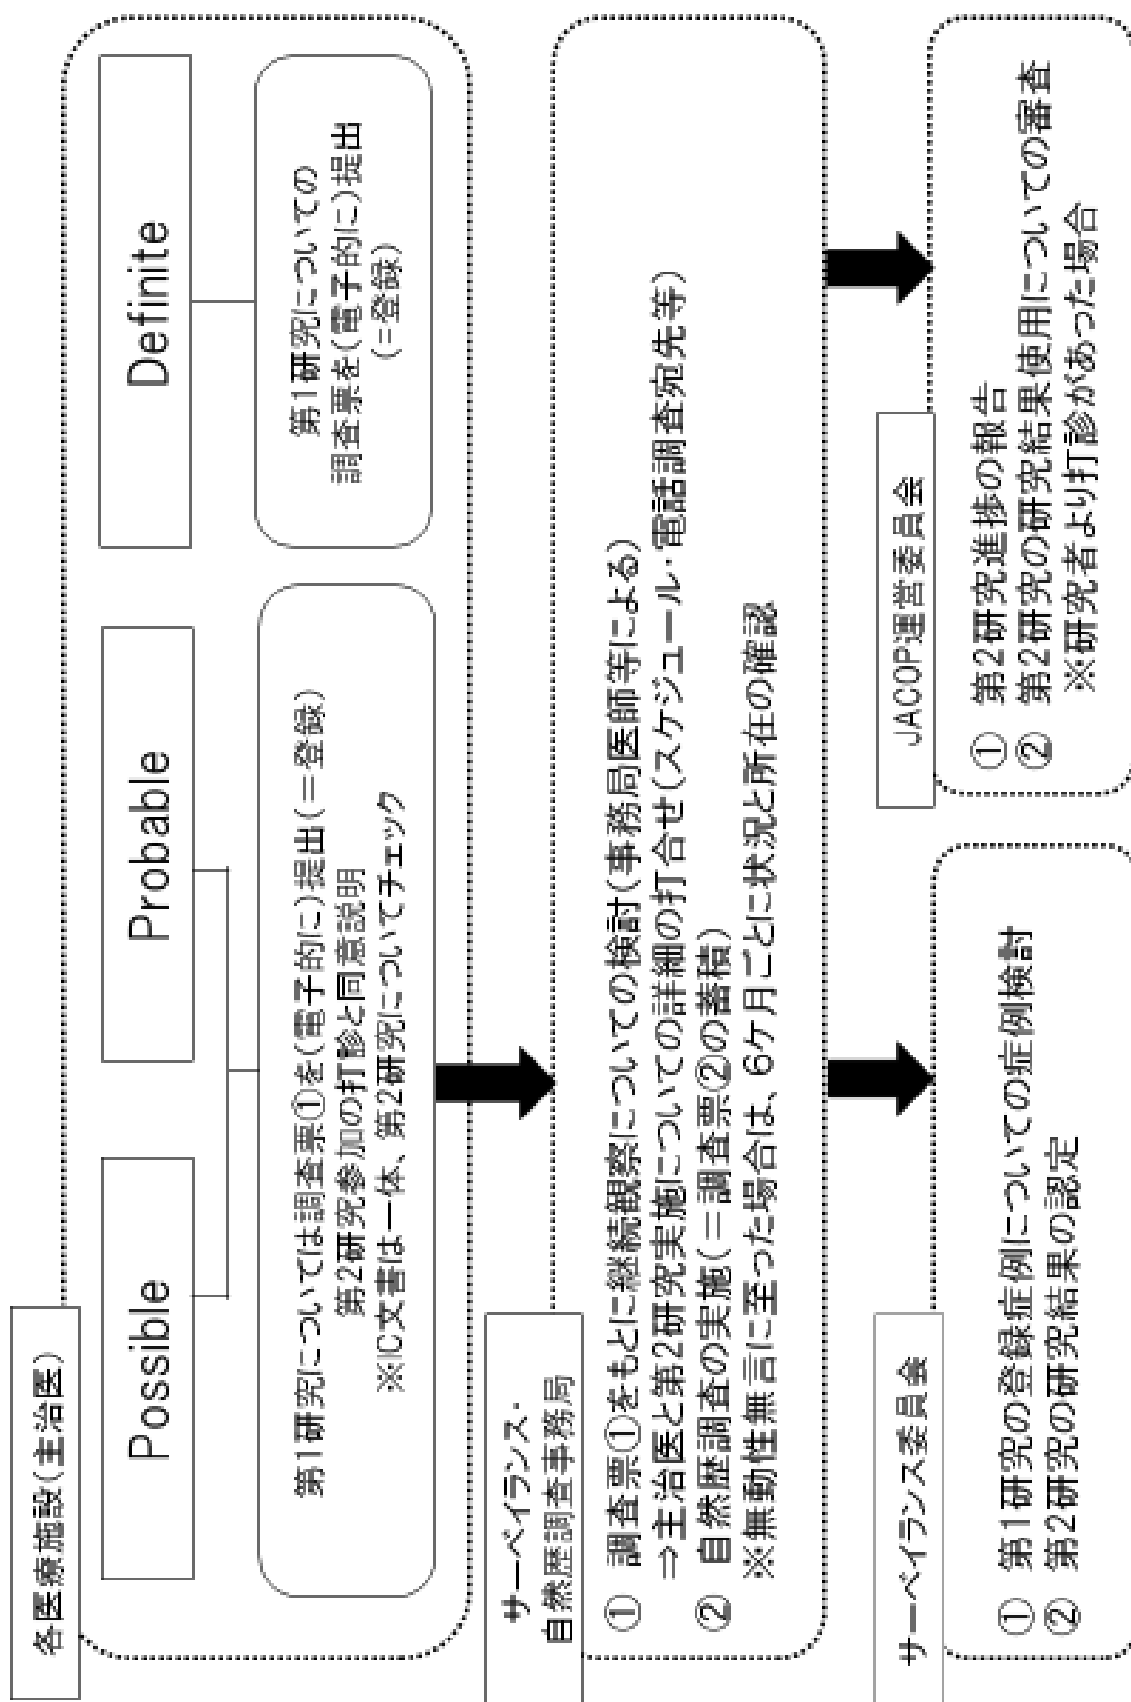 各医療施設(主治医)
Possible
Probable
Definite
第1研究については調査票①を(電子的に)提出(=登録)
第2研究参加の打診と同意説明
※IC文書は一体、第2研究についてチェック
第1研究についての
調査票を(電子的に)提出
(=登録)
サーベイランス・
自然歴調査事務局
① 調査票①をもとに継続観察についての検討(事務局医師等による)
⇒主治医と第2研究実施についての詳細の打合せ(スケジュール・電話調査宛先等)
② 自然歴調査の実施(=調査票②の蓄積)
※無動性無言に至った場合は、6ケ月ごとに状況と所在の確認
サーベイランス委員会
① 第1研究の登録症例についての症例検討
② 第2研究の研究結果の認定
JACOP運営委員会
① 第2研究進捗の報告
② 第2研究の研究結果使用についての審査
※研究者より打診があった場合